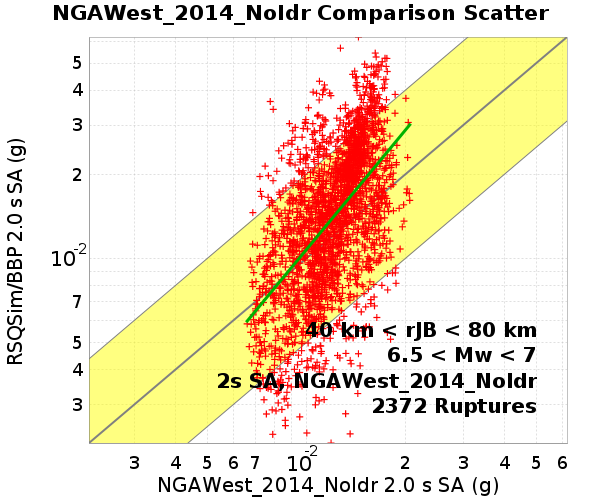 NGAWest_2014_NoIdr Comparison Scatter
RSQSim/BBP 2.0 s SA (g)
5
4
3
2
10-2
7
5
4
3
40 km < rJB < 80 km
6.5 < Mw < 7
2s SA, NGAWest_2014_NoIdr
2372 Ruptures
3 4 5 6 7 10-2 2 3 4 5 6
NGAWest_2014_NoIdr 2.0 s SA (g)